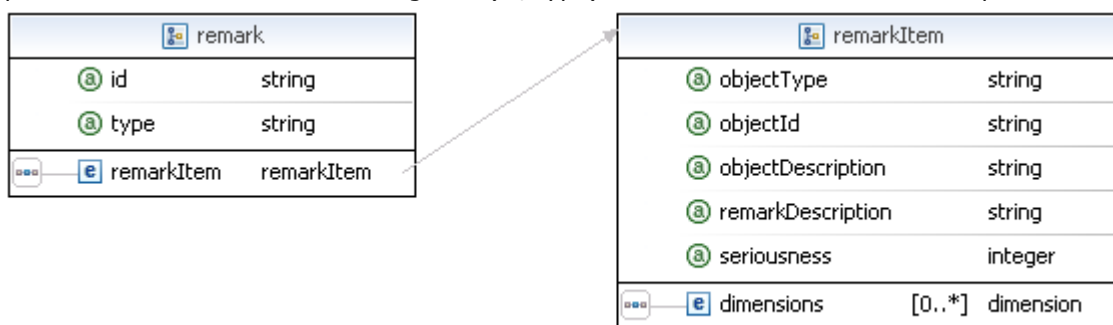 remark
a id string
a type string
e remarkItem remarkItem
remarkItem
a objectType string
a objectId string
a objectDescription string
a remarkDescription string
a seriousness integer
e dimensions [0..*] dimension